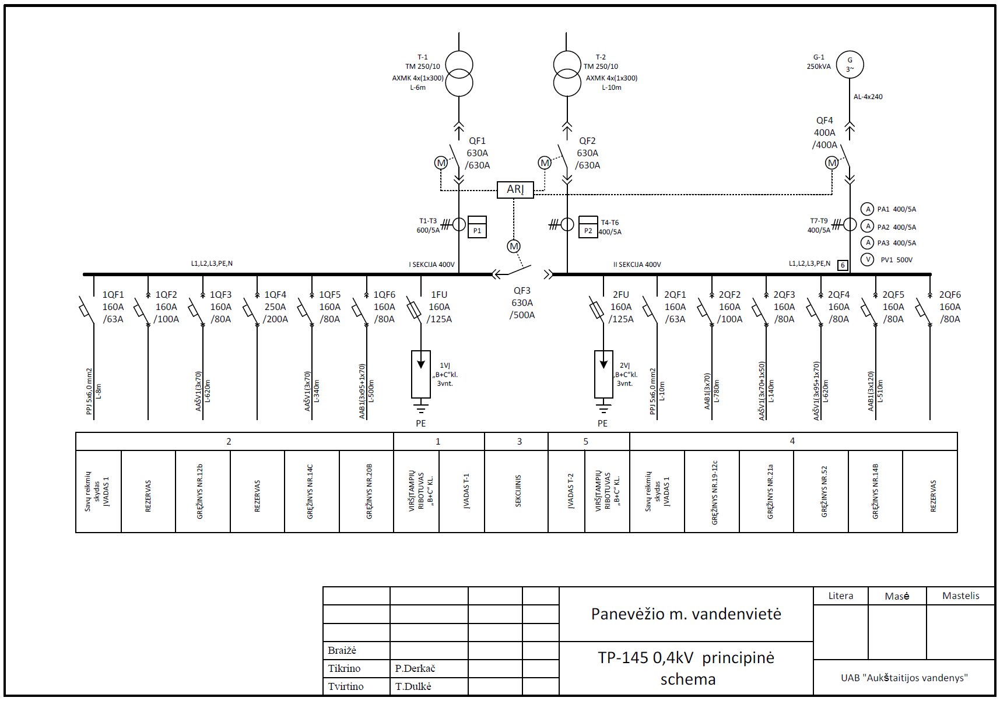 T-1
TM 250/10
AXMK 4x(1x300)
L-6m
T-2
TM 250/10
AXMK 4x(1x300)
L-10m
G-1
250kVA
G
3~
AL-4x240
QF1
630A
/630A
M
QF2
630A
/630A
M
QF4
400A
/400A
M
ARĮ
T1-T3
600/5A
P1
T4-T6
400/5A
P2
T7-T9
400/5A
A PA1 400/5A
A PA2 400/5A
A PA3 400/5A
V PV1 500V
M
L1,L2,L3,PE,N
I SEKCIJA 400V
II SEKCIJA 400V
L1,L2,L3,PE,N
6
QF3
630A
/500A
1QF1
160A
/63A
1QF2
160A
/100A
1QF3
160A
/80A
1QF4
250A
/200A
1QF5
160A
/80A
1QF6
160A
/80A
1FU
160A
/125A
2FU
160A
/125A
2QF1
160A
/63A
2QF2
160A
/100A
2QF3
160A
/80A
2QF4
160A
/80A
2QF5
160A
/80A
2QF6
160A
/80A
PPJ 5x6,0 mm2
L-8m
AAŠV1(3x70)
L-620m
AAŠV1(3x70)
L-340m
AAB1(3x95+1x70)
L-500m
1VĮ
„B+C“kl.
3vnt.
PE
2VĮ
„B+C“kl.
3vnt.
PE
PPJ 5x6,0 mm2
L-10m
AAB1(3x70)
L-780m
AAŠV1(3x70+1x50)
L-140m
AAŠV1(3x95+1x70)
L-620m
AAB1(3x120)
L-510m
2
1
3
5
4
Savų reikmių
skydas
ĮVADAS 1
REZERVAS
GRĘŽINYS NR.12b
REZERVAS
GRĘŽINYS NR.14C
GRĘŽINYS NR.20B
VIRŠĮTAMPIŲ
RIBOTUVAS
„B+C“ KL.
ĮVADAS T-1
SEKCIJINIS
ĮVADAS T-2
VIRŠĮTAMPIŲ
RIBOTUVAS
„B+C“ KL.
Savų reikmių
skydas
ĮVADAS 1
GRĘŽINYS NR.19-12c
GRĘŽINYS NR.21a
GRĘŽINYS NR.52
GRĘŽINYS NR.14B
REZERVAS
Panevėžio m. vandenvietė
Litera
Masė
Mastelis
Braižė
Tikrino P.Derkač
Tvirtino T.Dulkė
TP-145 0,4kV principinė
schema
UAB "Aukštaitijos vandenys"